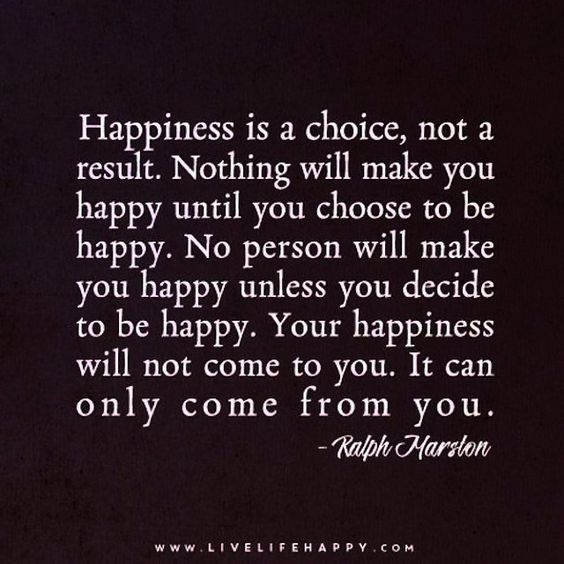 Happiness is a choice, not a
result. Nothing will make you
happy until you choose to be
happy. No person will make
you happy unless you decide
to be happy. Your happiness
will not come to you. It can
only come from you.
- Ralph Marston
WWW.LIVELIFEHAPPY.COM